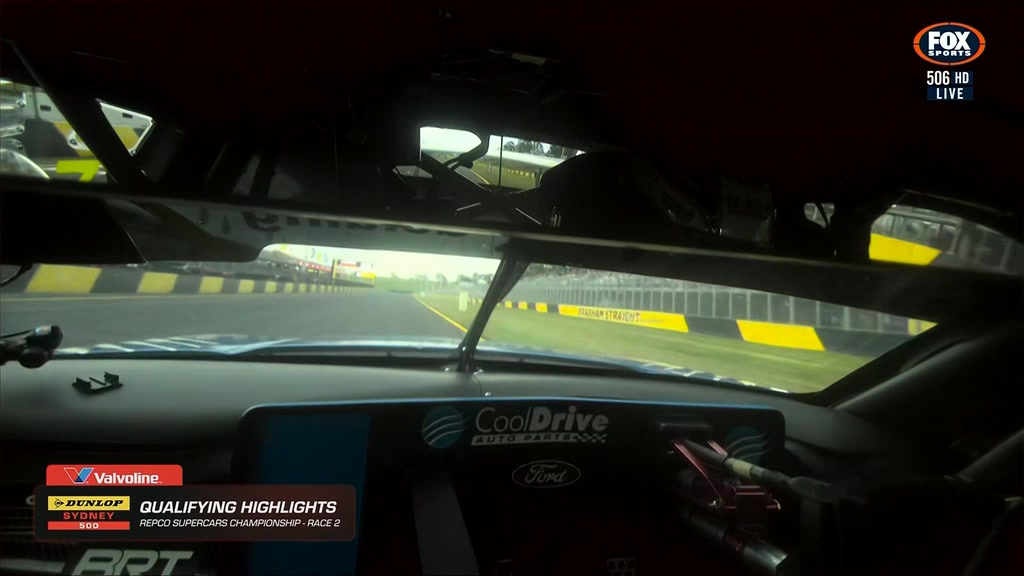 FOX
SPORTS
506 HD
LIVE
BRABHAM STRAIGHT
CoolDrive
AUTO PARTS
Ford
Valvoline
DUNLOP
SYDNEY
500
QUALIFYING HIGHLIGHTS
REPCO SUPERCARS CHAMPIONSHIP - RACE 2
BRT